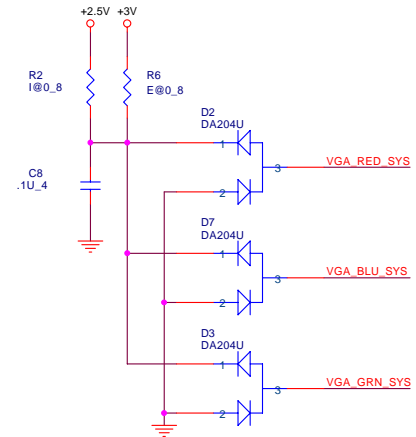 +2.5V +3V
R2
I@0_8
R6
E@0_8
C8
.1U_4
D2
DA204U
1
2
3
VGA_RED_SYS
D7
DA204U
1
2
3
VGA_BLU_SYS
D3
DA204U
1
2
3
VGA_GRN_SYS